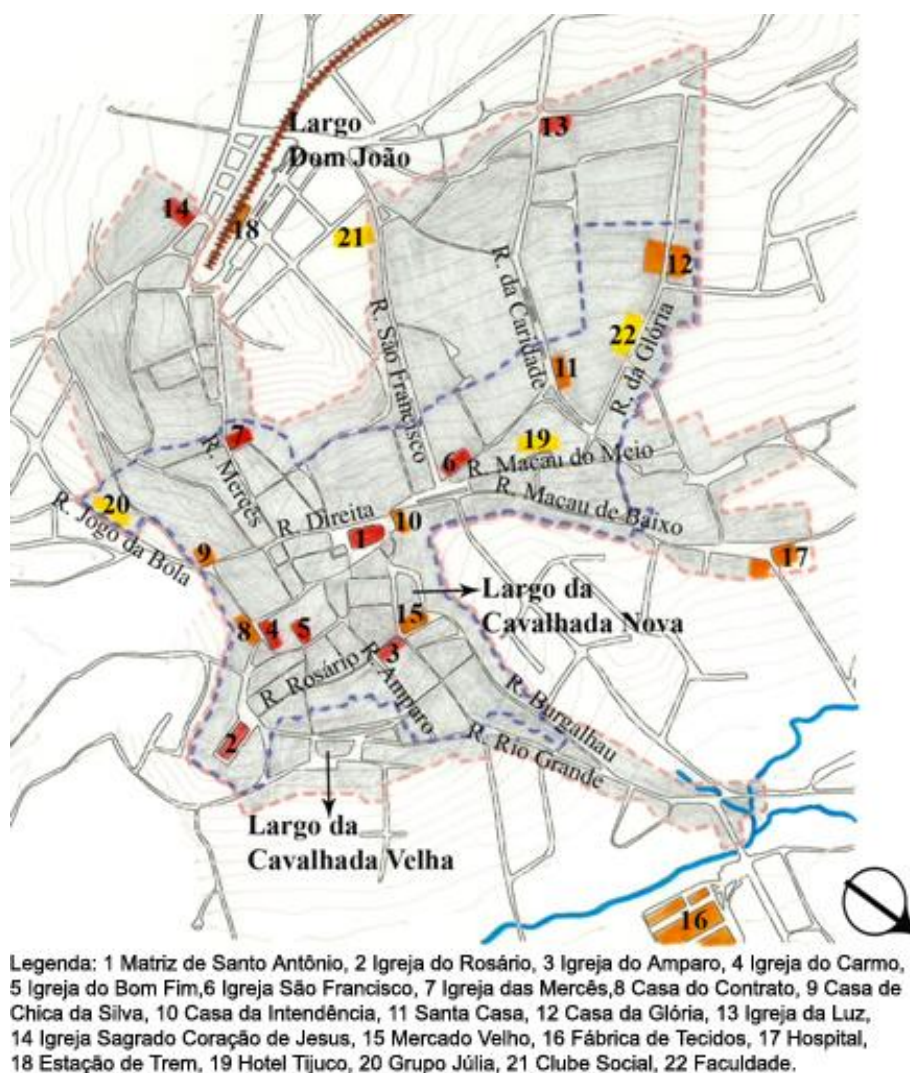 Largo
Dom João
13
14
18
21
12
R. da Caridade
R. São Francisco
22
R. da Glória
11
7
19
6
R. Macau do Meio
R. Mercês
R. Macau de Baixo
20
R. Direita
10
R. Jogo da Bola
1
9
17
Largo da
Cavalhada Nova
15
8
4
5
3
R. Amparo
R. Rosário
R. Burgalhau
2
R. Rio Grande
Largo da
Cavalhada Velha
16
Legenda: 1 Matriz de Santo Antônio, 2 Igreja do Rosário, 3 Igreja do Amparo, 4 Igreja do Carmo,
5 Igreja do Bom Fim,6 Igreja São Francisco, 7 Igreja das Mercês,8 Casa do Contrato, 9 Casa de
Chica da Silva, 10 Casa da Intendência, 11 Santa Casa, 12 Casa da Glória, 13 Igreja da Luz,
14 Igreja Sagrado Coração de Jesus, 15 Mercado Velho, 16 Fábrica de Tecidos, 17 Hospital,
18 Estação de Trem, 19 Hotel Tijuco, 20 Grupo Júlia, 21 Clube Social, 22 Faculdade.